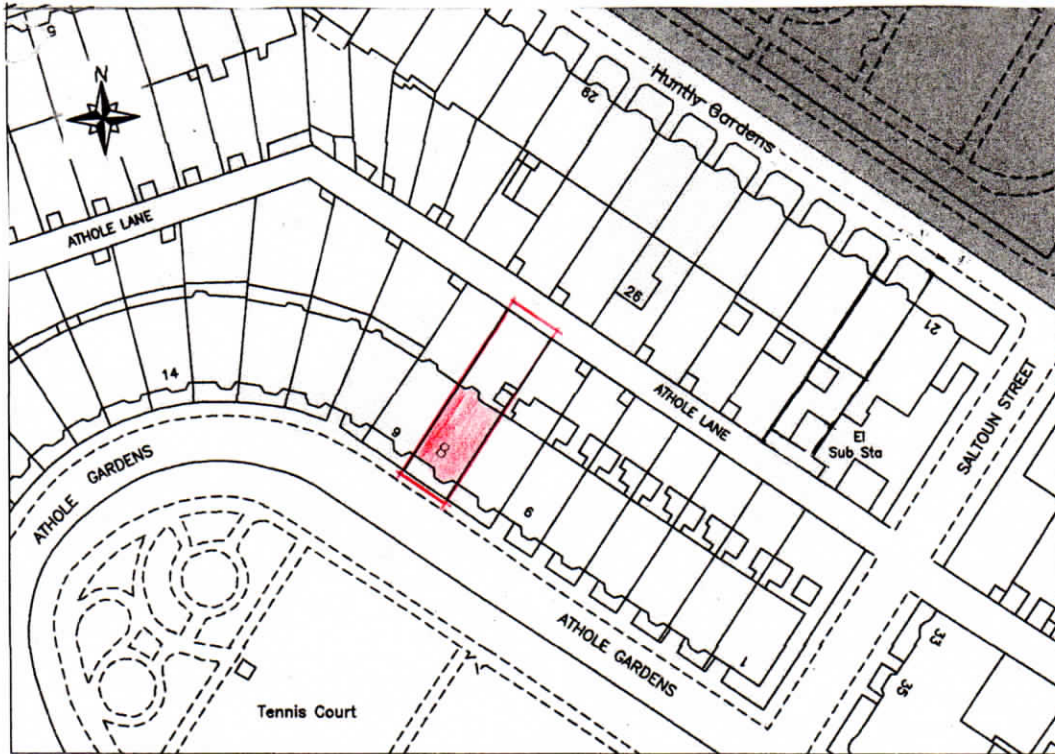 5
N
Huntly Gardens
29
ATHOLE LANE
26
21
14
ATHOLE LANE
El
Sub Sta
SALTOUN STREET
9
8
6
ATHOLE GARDENS
ATHOLE GARDENS
1
33
35
Tennis Court